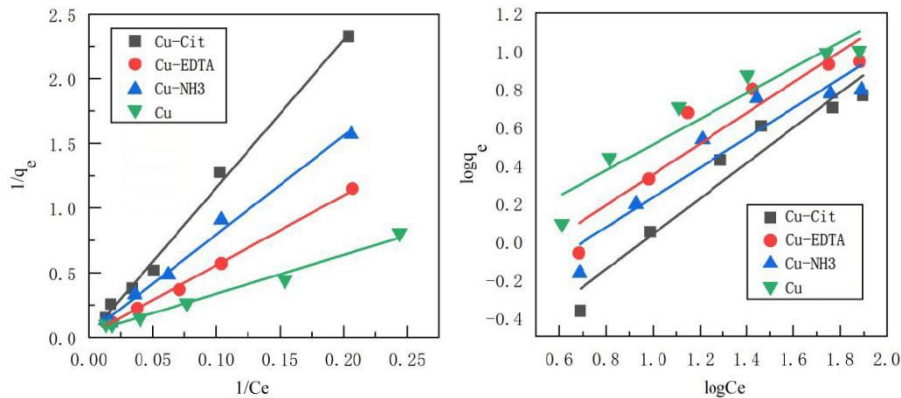 2.5
2.0
1.5
1.0
0.5
0.0
1/qe
Cu-Cit
Cu-EDTA
Cu-NH3
Cu
0.00 0.05 0.10 0.15 0.20 0.25
1/Ce
1.2
1.0
0.8
0.6
0.4
0.2
0.0
-0.2
-0.4
logqe
Cu-Cit
Cu-EDTA
Cu-NH3
Cu
0.6 0.8 1.0 1.2 1.4 1.6 1.8 2.0
logCe